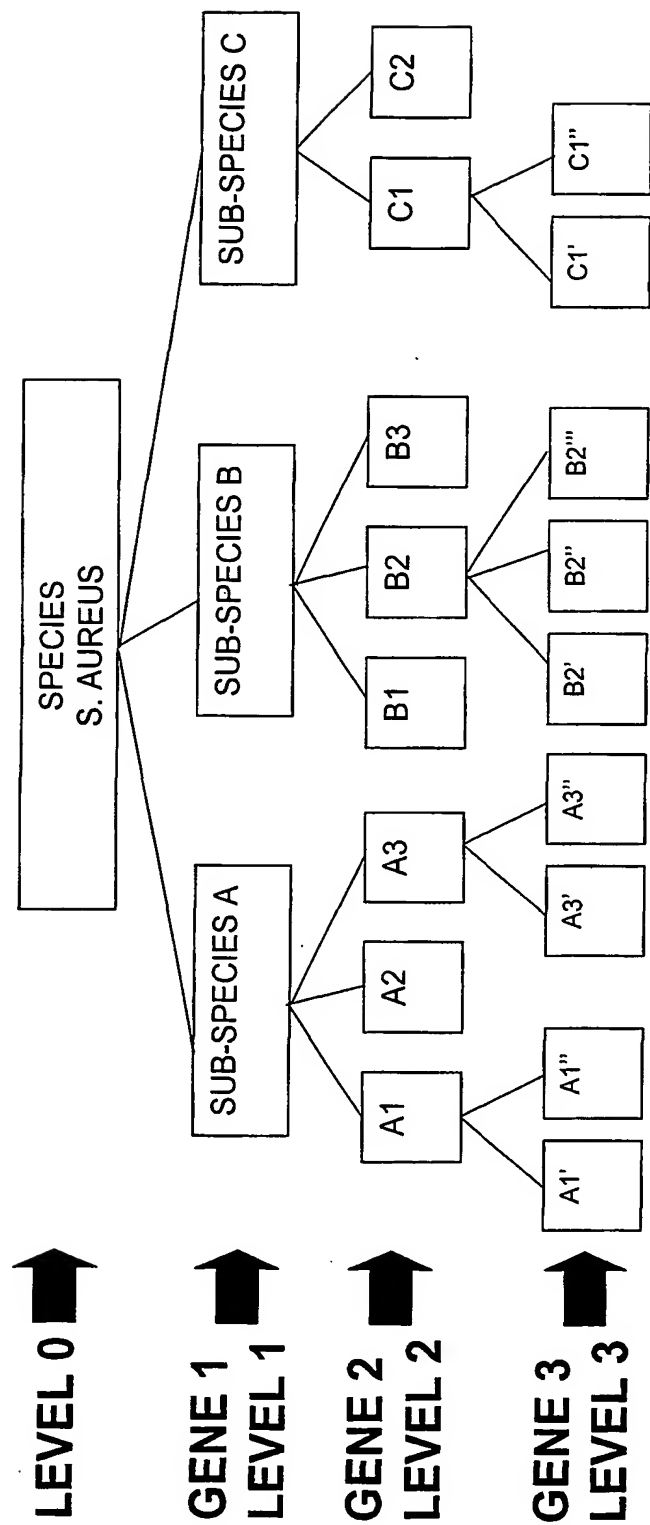 LEVEL 0
SPECIES
S. AUREUS
GENE 1
LEVEL 1
SUB-SPECIES A
SUB-SPECIES B
SUB-SPECIES C
GENE 2
LEVEL 2
A1
A2
A3
B1
B2
B3
C1
C2
GENE 3
LEVEL 3
A1'
A1"
A3'
A3"
B2'
B2"
B2'"
C1'
C1"